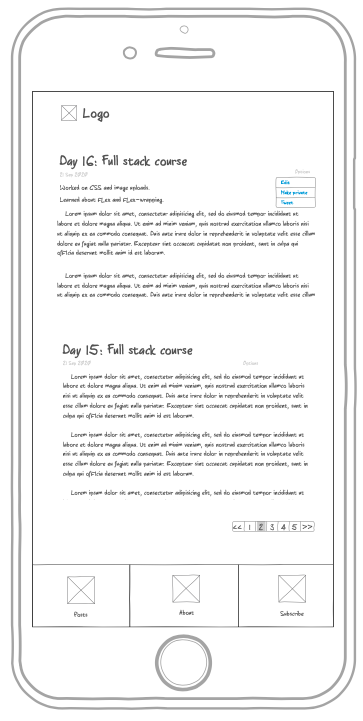 Logo
Day 16: Full stack course
21 Sep 2020
Options
Worked on CSS and image uploads.
Edit
Make private
Learned about Flex and Flex-wrapping.
Tweet
Lorem ipsum dolor sit amet, consectetur adipisicing elit, sed do eiusmod tempor incididunt ut
labore et dolore magna aliqua. Ut enim ad minim veniam, quis nostrud exercitation ullamco laboris nisi
ut aliquip ex ea commodo consequat. Duis aute irure dolor in reprehenderit in voluptate velit esse cillum
dolore eu fugiat nulla pariatur. Excepteur sint occaecat cupidatat non proident, sunt in culpa qui
officia deserunt mollit anim id est laborum.
Lorem ipsum dolor sit amet, consectetur adipisicing elit, sed do eiusmod tempor incididunt ut
labore et dolore magna aliqua. Ut enim ad minim veniam, quis nostrud exercitation ullamco laboris nisi
ut aliquip ex ea commodo consequat. Duis aute irure dolor in reprehenderit in voluptate velit esse cillum
Day 15: Full stack course
21 Sep 2020
Options
Lorem ipsum dolor sit amet, consectetur adipisicing elit, sed do eiusmod tempor incididunt ut
labore et dolore magna aliqua. Ut enim ad minim veniam, quis nostrud exercitation ullamco laboris
nisi ut aliquip ex ea commodo consequat. Duis aute irure dolor in reprehenderit in voluptate velit
esse cillum dolore eu fugiat nulla pariatur. Excepteur sint occaecat cupidatat non proident, sunt in
culpa qui officia deserunt mollit anim id est laborum.
Lorem ipsum dolor sit amet, consectetur adipisicing elit, sed do eiusmod tempor incididunt ut
labore et dolore magna aliqua. Ut enim ad minim veniam, quis nostrud exercitation ullamco laboris
nisi ut aliquip ex ea commodo consequat. Duis aute irure dolor in reprehenderit in voluptate velit
esse cillum dolore eu fugiat nulla pariatur. Excepteur sint occaecat cupidatat non proident, sunt in
culpa qui officia deserunt mollit anim id est laborum.
Lorem ipsum dolor sit amet, consectetur adipisicing elit, sed do eiusmod tempor incididunt ut
<< 1 2 3 4 5 >>
Posts
About
Subscribe